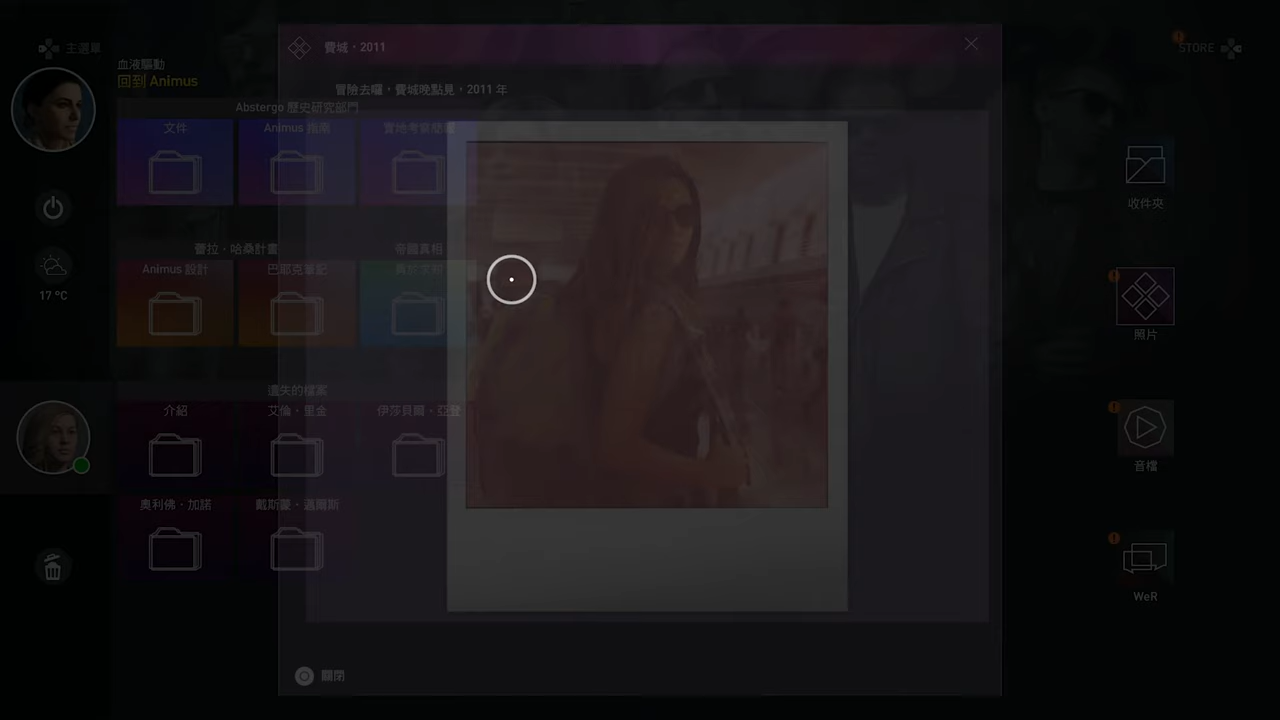 主選單
STORE
血液驅動
回到 Animus
費城，2011
冒險去囉，費城晚點見，2011 年
Abstergo 歷史研究部門
文件
Animus 指南
實地考察簡報
蕾拉·哈桑計畫
帝國真相
Animus 設計
巴耶克筆記
17 ºC
遺失的檔案
介紹
艾倫·里金
伊莎貝爾·亞登
奧利佛·加諾
戴斯蒙·邁爾斯
收件夾
照片
音檔
WeR
關閉